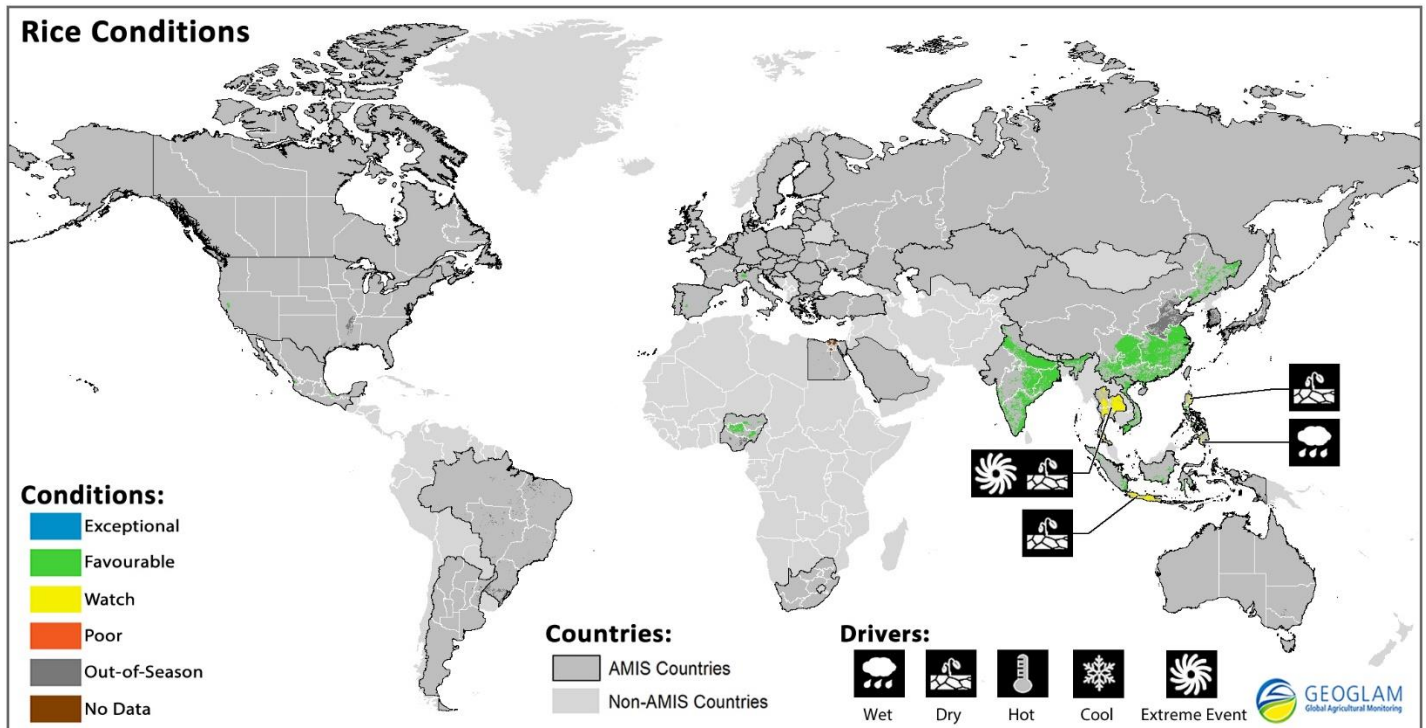 Rice Conditions
Conditions:
Exceptional
Favourable
Watch
Poor
Out-of-Season
No Data
Countries:
AMIS Countries
Non-AMIS Countries
Drivers:
Wet
Dry
Hot
Cool
Extreme Event
GEOGLAM
Global Agricultural Monitoring